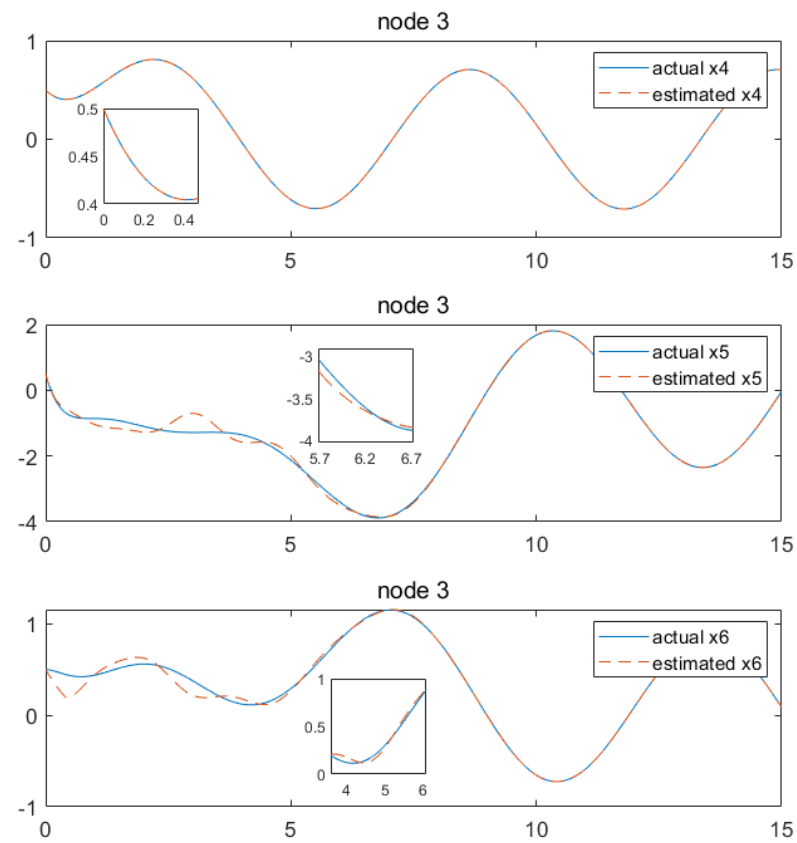 node 3
1
0
-1
actual x4
estimated x4
0.5
0.45
0.4
0 0.2 0.4
0 5 10 15
node 3
2
0
-2
-4
actual x5
estimated x5
-3
-3.5
-4
5.7 6.2 6.7
0 5 10 15
node 3
1
0
-1
actual x6
estimated x6
1
0.5
0
4 5 6
0 5 10 15